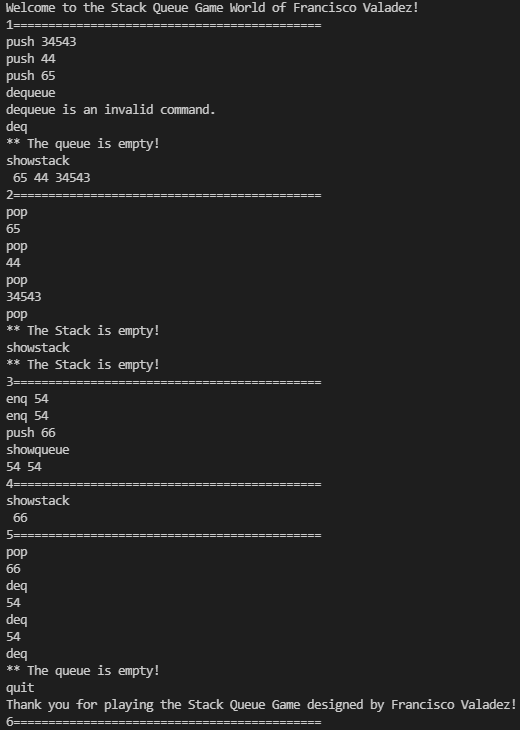 Welcome to the Stack Queue Game World of Francisco Valadez!
1============================================
push 34543
push 44
push 65
dequeue
dequeue is an invalid command.
deq
** The queue is empty!
showstack
 65 44 34543
2============================================
pop
65
pop
44
pop
34543
pop
** The Stack is empty!
showstack
** The Stack is empty!
3============================================
enq 54
enq 54
push 66
showqueue
54 54
4============================================
showstack
 66
5============================================
pop
66
deq
54
deq
54
deq
** The queue is empty!
quit
Thank you for playing the Stack Queue Game designed by Francisco Valadez!
6============================================